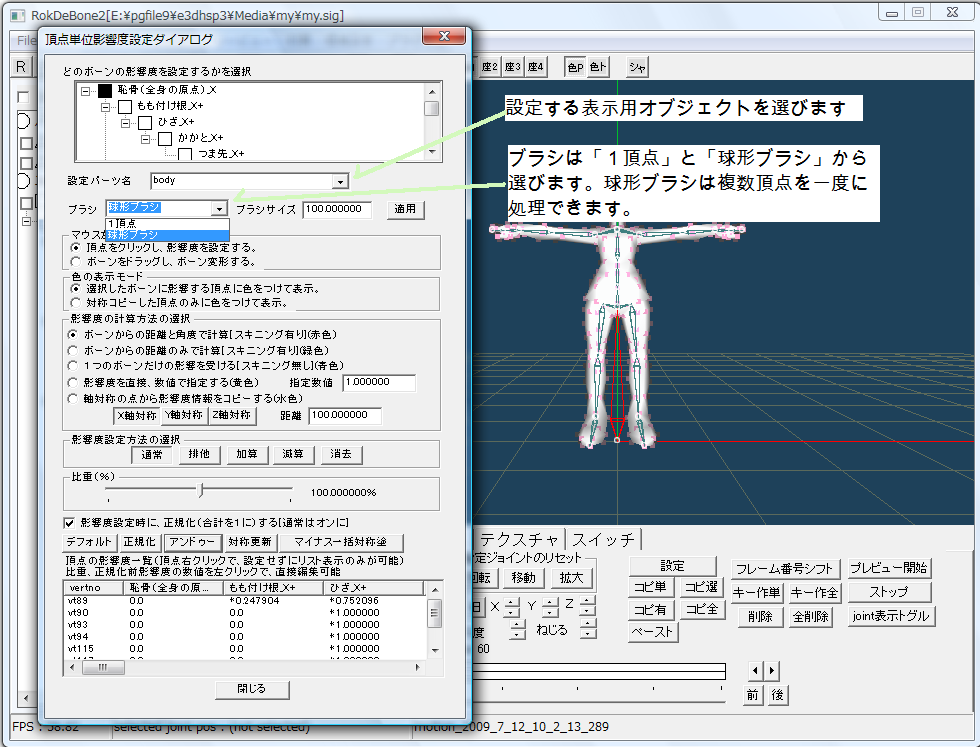 RokDeBone2[E:¥pgfile9¥e3dhsp3¥Media¥my¥my.sig]
File
頂点単位影響度設定ダイアログ
R
座2 座3 座4 色P 色ト シャ
どのボーンの影響度を設定するかを選択
恥骨(全身の原点)_X
もも付け根_X+
ひざ_X+
かかと_X+
つま先_X+
設定する表示用オブジェクトを選びます
ブラシは「１頂点」と「球形ブラシ」から
選びます。球形ブラシは複数頂点を一度に
処理できます。
設定パーツ名 body
ブラシ 球形ブラシ ブラシサイズ 100.000000 適用
1頂点
球形ブラシ
マウス
頂点をクリックし、影響度を設定する。
ボーンをドラッグし、ボーン変形する。
色の表示モード
選択したボーンに影響する頂点に色をつけて表示。
対称コピーした頂点のみに色をつけて表示。
影響度の計算方法の選択
ボーンからの距離と角度で計算[スキニング有り](赤色)
ボーンからの距離のみで計算[スキニング有り](緑色)
１つのボーンだけの影響を受ける[スキニング無し](青色)
影響度を直接、数値で指定する(黄色) 指定数値 1.000000
軸対称の点から影響度情報をコピーする(水色)
X軸対称 Y軸対称 Z軸対称 距離 100.000000
影響度設定方法の選択
通常 排他 加算 減算 消去
比重(%)
100.000000%
影響度設定時に、正規化(合計を1に)する[通常はオンに]
デフォルト 正規化 アンドゥー 対称更新 マイナス一括対称塗
頂点の影響度一覧(頂点右クリックで、設定せずにリスト表示のみが可能)
比重、正規化前影響度の数値を左クリックで、直接編集可能
vertno 恥骨(全身の原... もも付け根_X+ ひざ_X+
vt89 0.0 *0.247904 *0.752096
vt90 0.0 0.0 *1.000000
vt93 0.0 0.0 *1.000000
vt94 0.0 0.0 *1.000000
vt115 0.0 0.0 *1.000000
閉じる
テクスチャ スイッチ
定ジョイントのリセット
回転 移動 拡大
X Y Z
度 ねじる
60
設定
コピ単 コピ選
コピ有 コピ全
ペースト
フレーム番号シフト プレビュー開始
キー作単 キー作全 ストップ
削除 全削除 joint表示トグル
前 後
FPS : 58.82 selected joint pos : (not selected) motion_2009_7_12_10_2_13_289